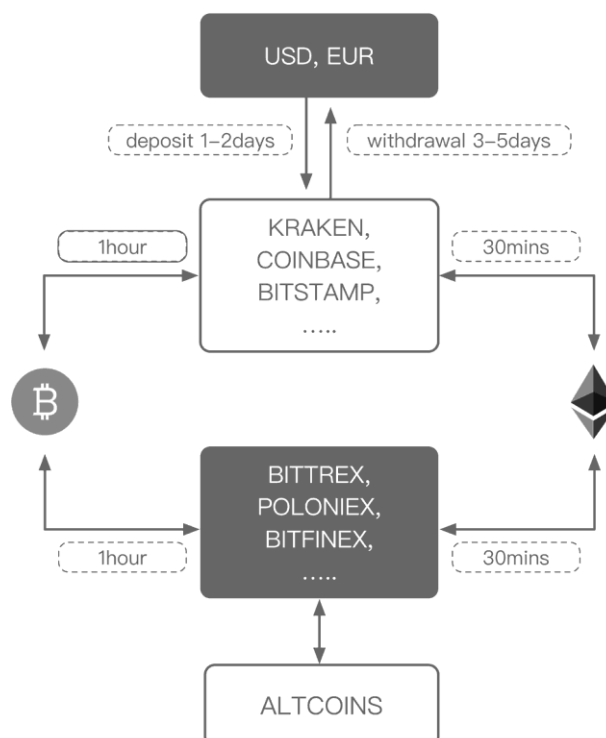 USD, EUR
deposit 1–2days
withdrawal 3–5days
KRAKEN,
COINBASE,
BITSTAMP,
.....
1hour
30mins
BITTREX,
POLONIEX,
BITFINEX,
.....
1hour
30mins
ALTCOINS